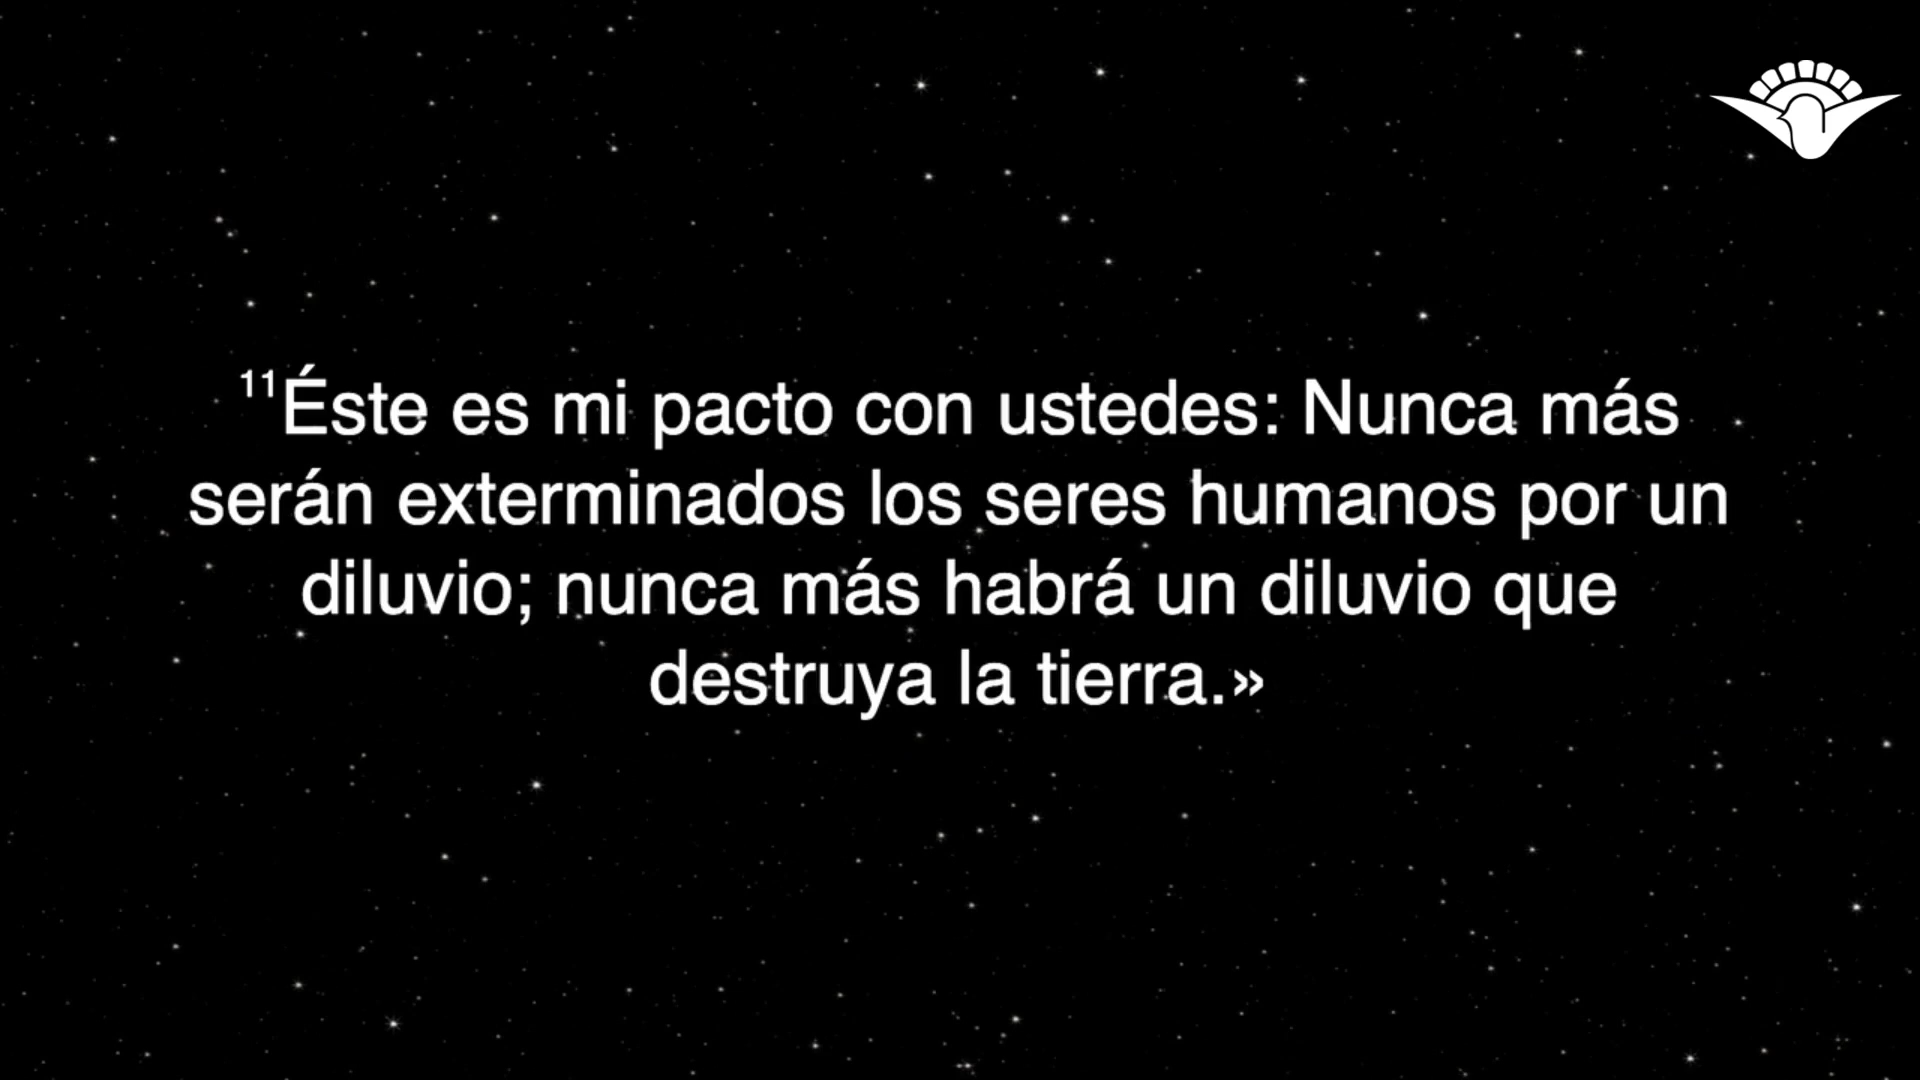 ¹¹Éste es mi pacto con ustedes: Nunca más
serán exterminados los seres humanos por un
diluvio; nunca más habrá un diluvio que
destruya la tierra.»